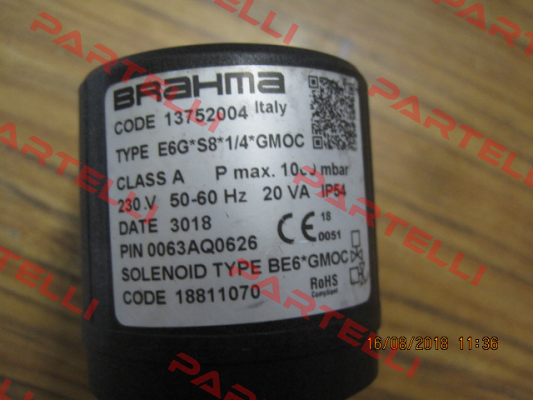 BRAHMA
Italy
CODE 13752004
TYPE E6G*S8*1/4*GMOC
CLASS A P max. mbar
230 V 50-60 Hz 20 VA IP54
DATE 3018
CE 18
0051
PIN 0063AQ0626
SOLENOID TYPE BE6*GMOC
CODE 18811070
RoHS
Compliant
16/08/2018 11:36
PARTELLI
PARTELLI
PARTELLI
PARTELLI